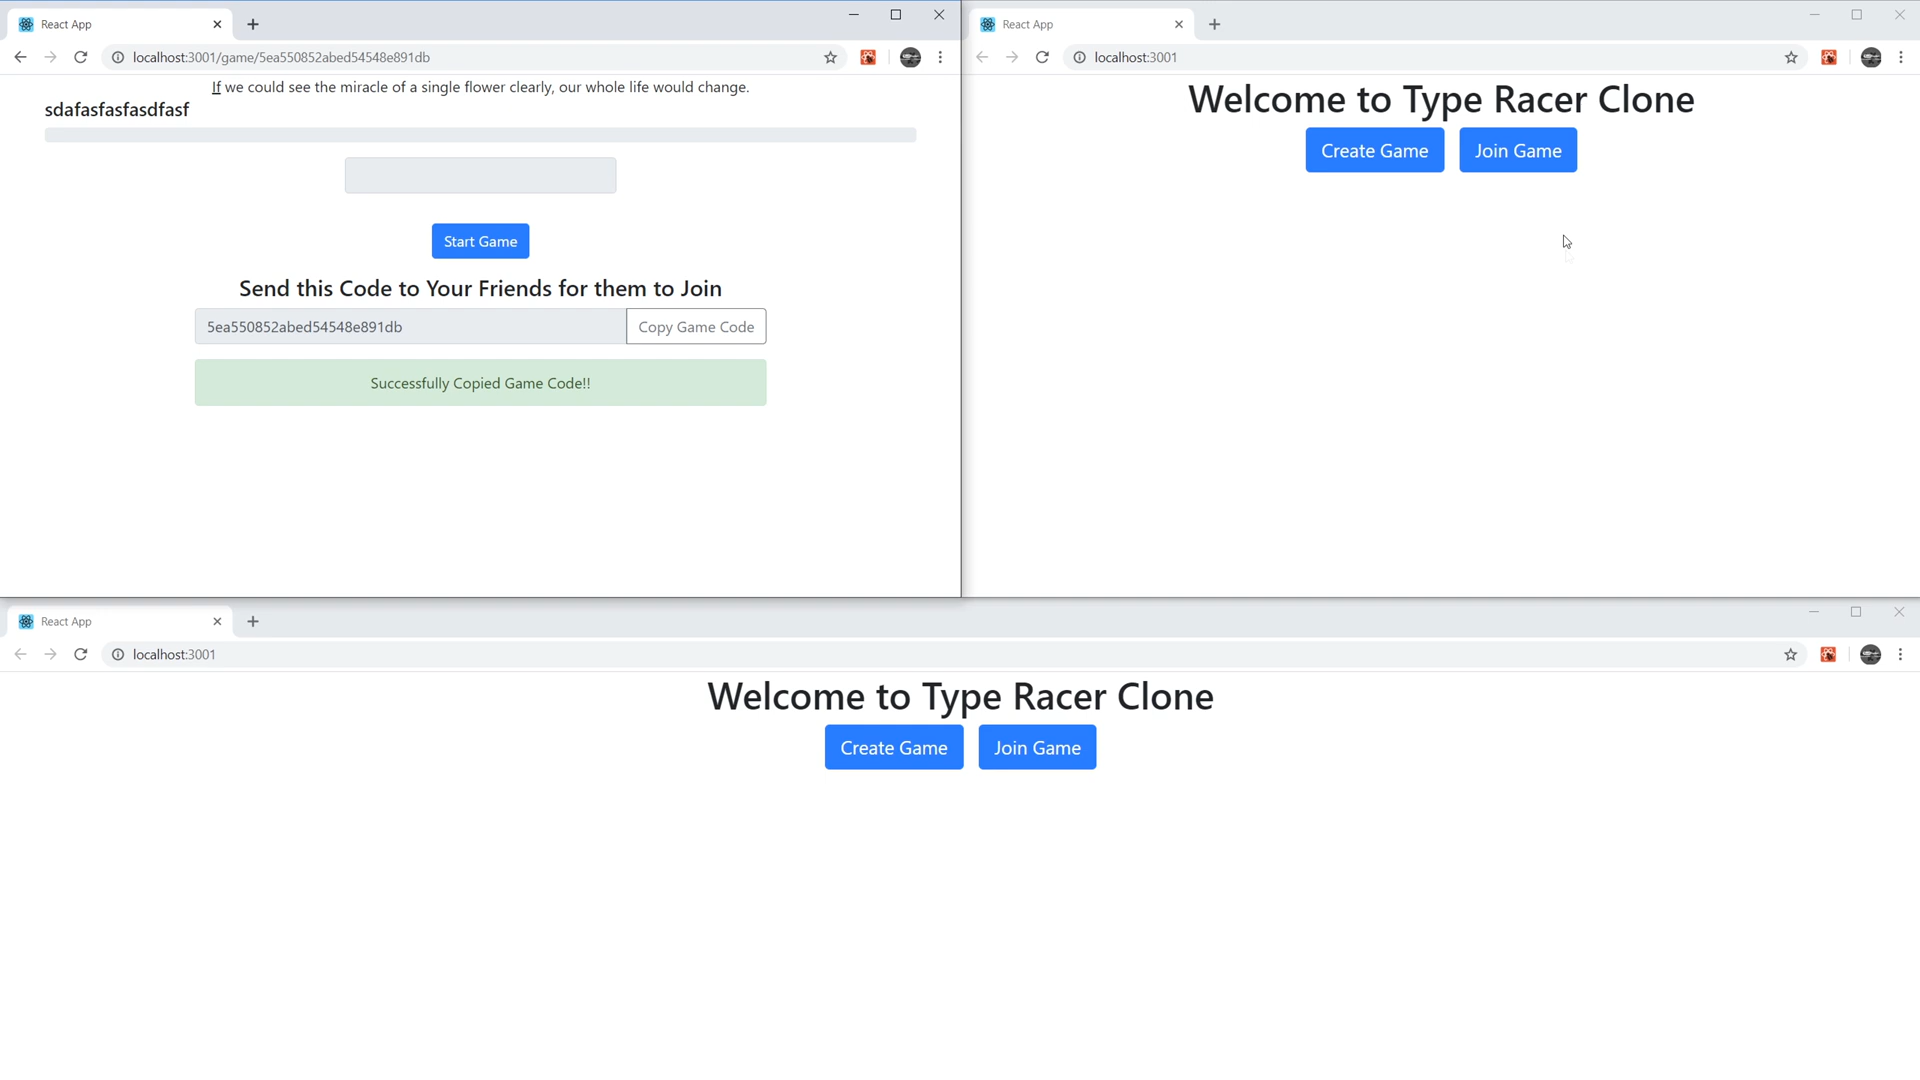 React App
localhost:3001/game/5ea550852abed54548e891db
If we could see the miracle of a single flower clearly, our whole life would change.
sdafasfasfasdfasf
Start Game
Send this Code to Your Friends for them to Join
5ea550852abed54548e891db
Copy Game Code
Successfully Copied Game Code!!
React App
localhost:3001
Welcome to Type Racer Clone
Create Game
Join Game
React App
localhost:3001
Welcome to Type Racer Clone
Create Game
Join Game